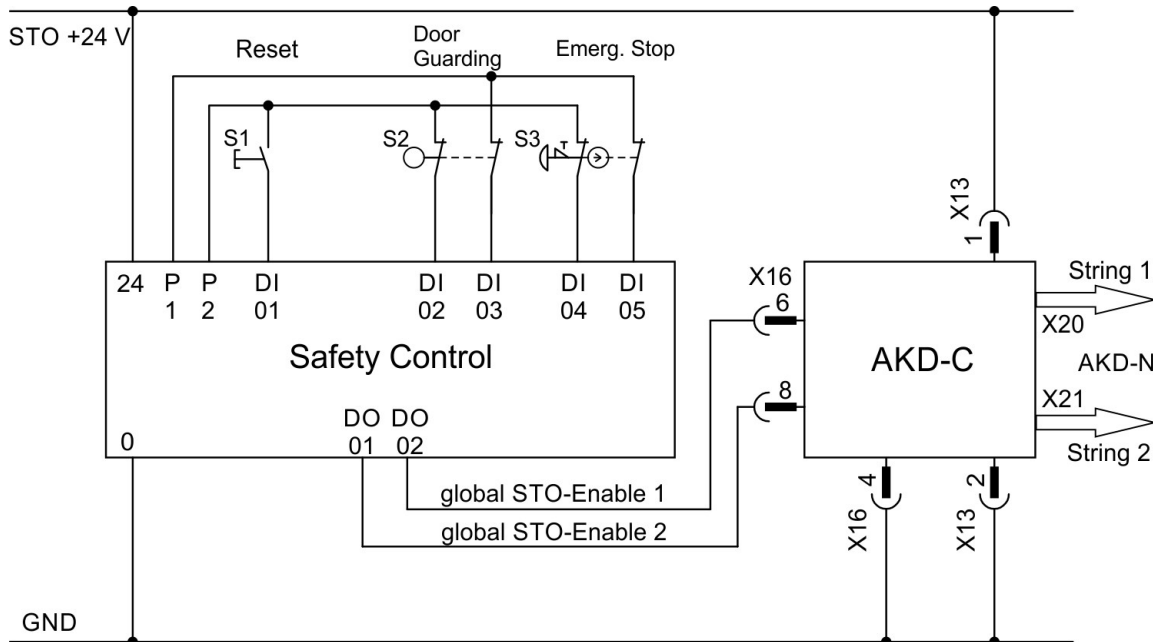 STO +24 V
Reset
Door
Guarding
Emerg. Stop
S1
S2
S3
X13
1
24 P P DI DI DI DI DI
1 2 01 02 03 04 05
X16
6
String 1
X20
Safety Control
AKD-C
AKD-N
8
X21
String 2
DO DO
0 01 02
4
2
global STO-Enable 1
global STO-Enable 2
X16
X13
GND